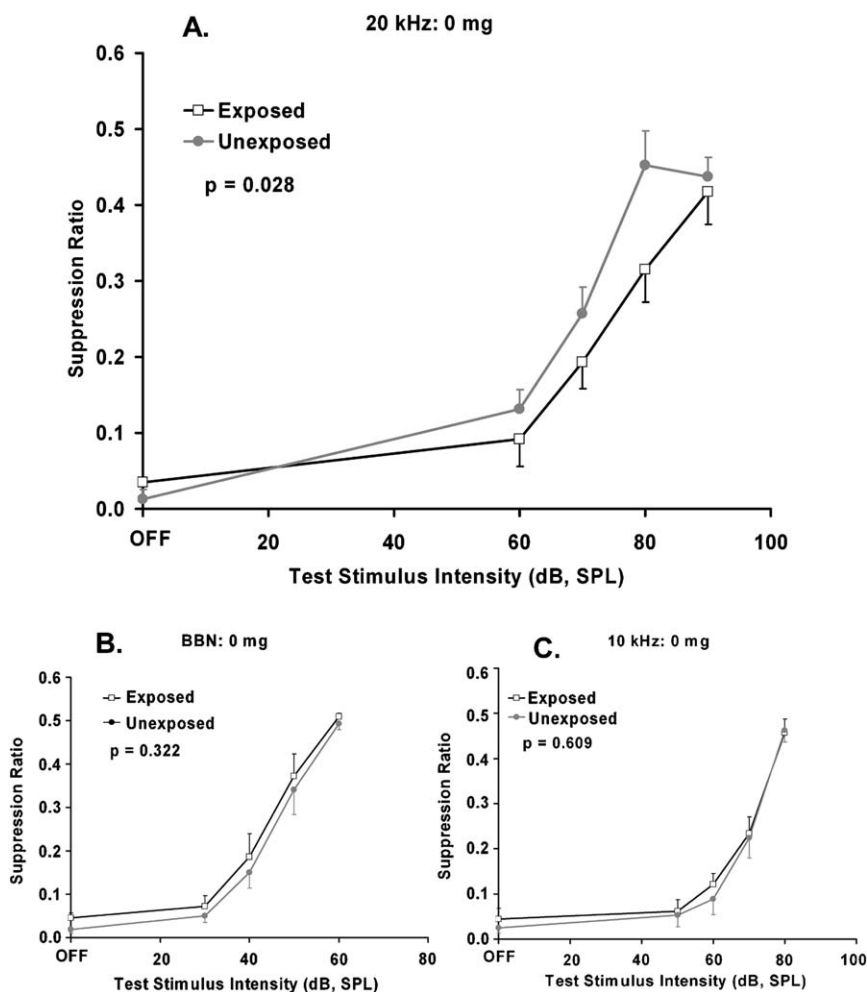 A.
20 kHz: 0 mg
0.6
0.5
0.4
0.3
0.2
0.1
0.0
Suppression Ratio
Exposed
Unexposed
p = 0.028
OFF
20
40
60
80
100
Test Stimulus Intensity (dB, SPL)
B.
BBN: 0 mg
0.6
0.5
0.4
0.3
0.2
0.1
0.0
Suppression Ratio
Exposed
Unexposed
p = 0.322
OFF
20
40
60
80
Test Stimulus Intensity (dB, SPL)
C.
10 kHz: 0 mg
0.6
0.5
0.4
0.3
0.2
0.1
0.0
Suppression Ratio
Exposed
Unexposed
p = 0.609
OFF
20
40
60
80
100
Test Stimulus Intensity (dB, SPL)